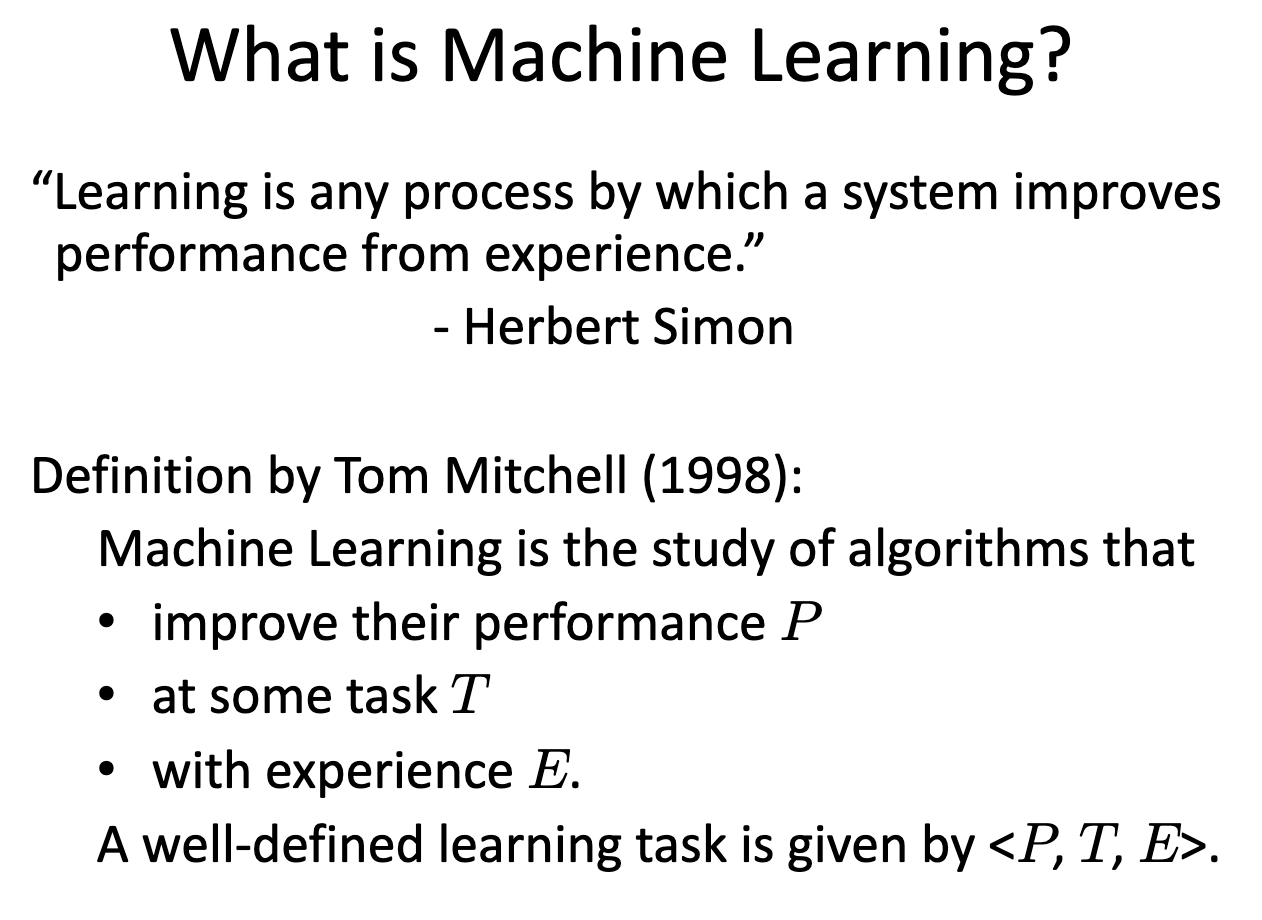 What is Machine Learning?
“Learning is any process by which a system improves
performance from experience.”
- Herbert Simon
Definition by Tom Mitchell (1998):
Machine Learning is the study of algorithms that
• improve their performance P
• at some task T
• with experience E.
A well-defined learning task is given by <P, T, E>.